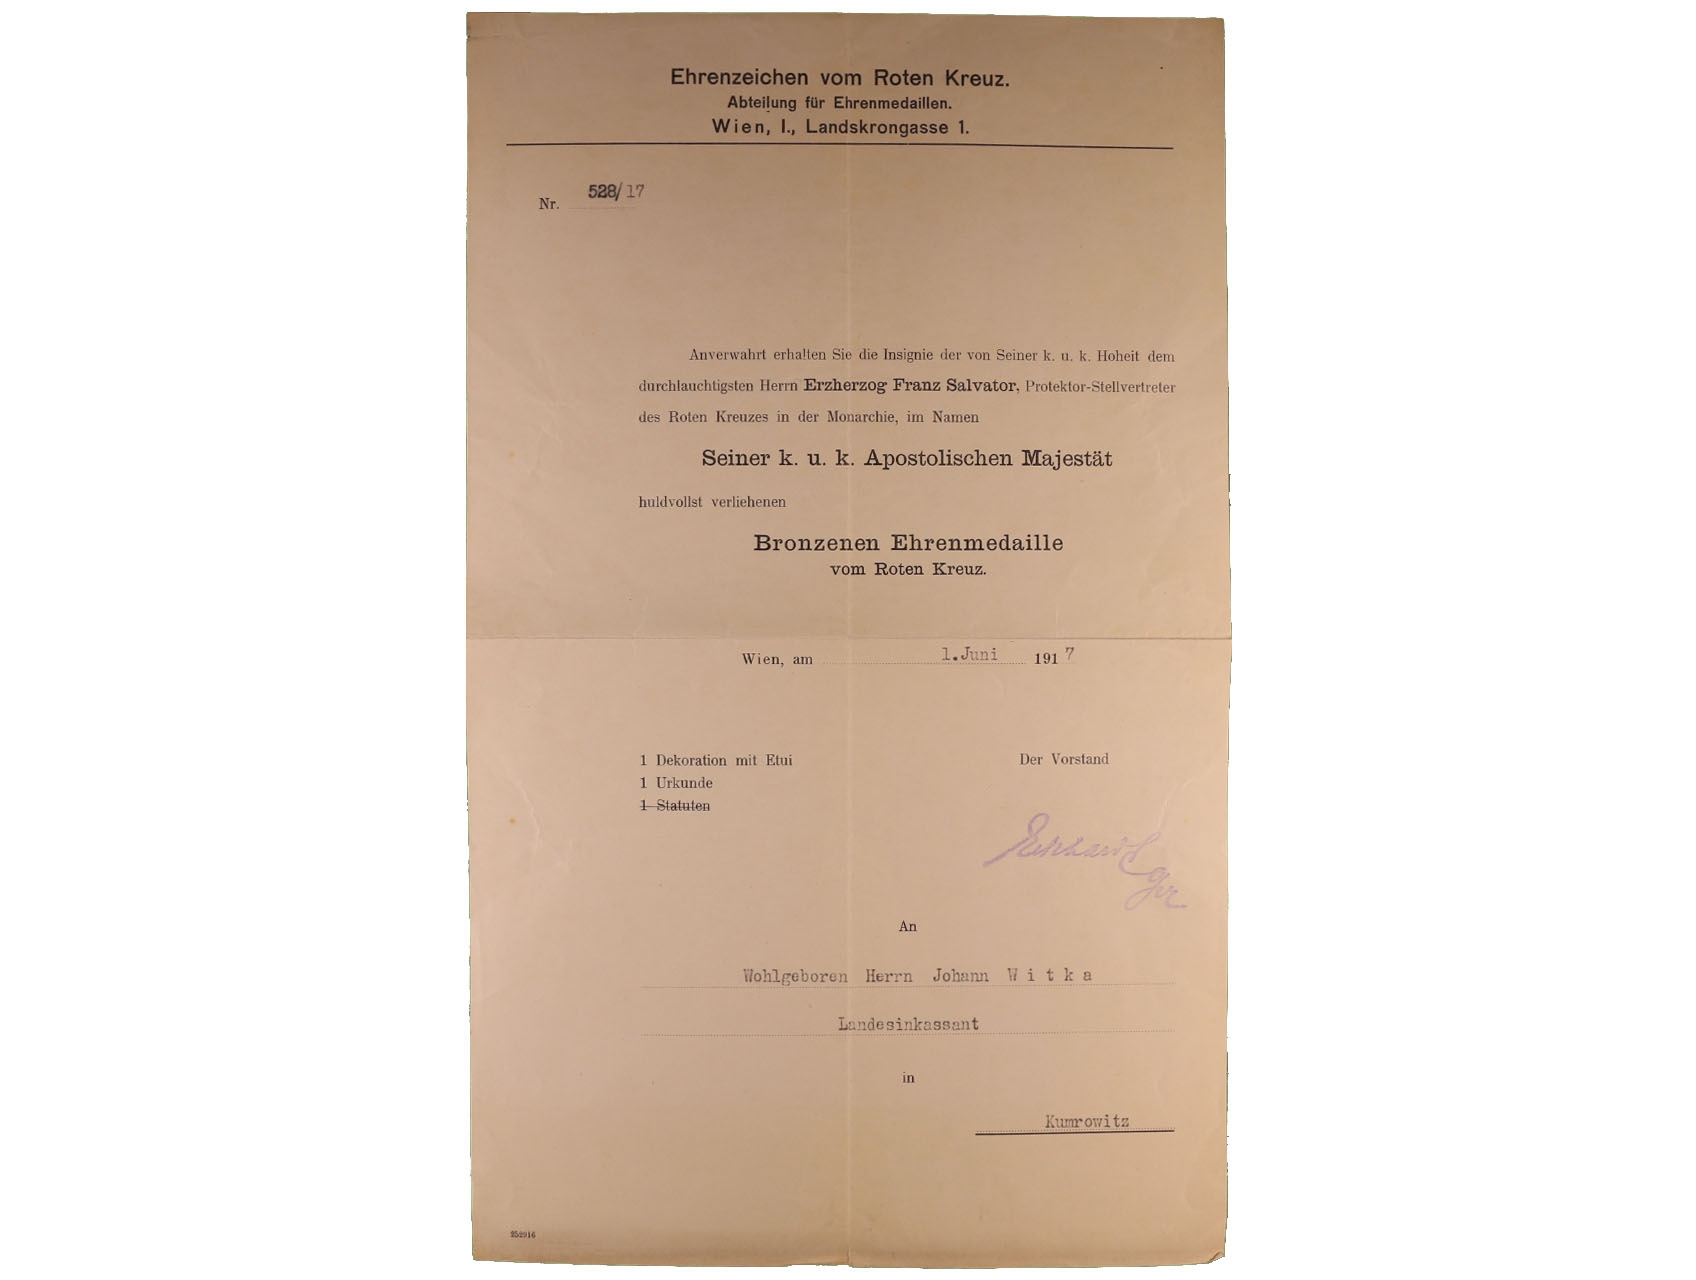 Ehrenzeichen vom Roten Kreuz.
Abteilung für Ehrenmedaillen.
Wien, I., Landskrongasse 1.
Nr. 528/17
Anverwahrt erhalten Sie die Insignie der von Seiner k. u. k. Hoheit dem
durchlauchtigsten Herrn Erzherzog Franz Salvator, Protektor-Stellvertreter
des Roten Kreuzes in der Monarchie, im Namen
Seiner k. u. k. Apostolischen Majestät
huldvollst verliehenen
Bronzenen Ehrenmedaille
vom Roten Kreuz.
Wien, am 1.Juni 1917
1 Dekoration mit Etui
1 Urkunde
1 Statuten
Der Vorstand
An
Wohlgeboren Herrn Johann Witka
Landesinkassant
in
Kumrowitz
252916